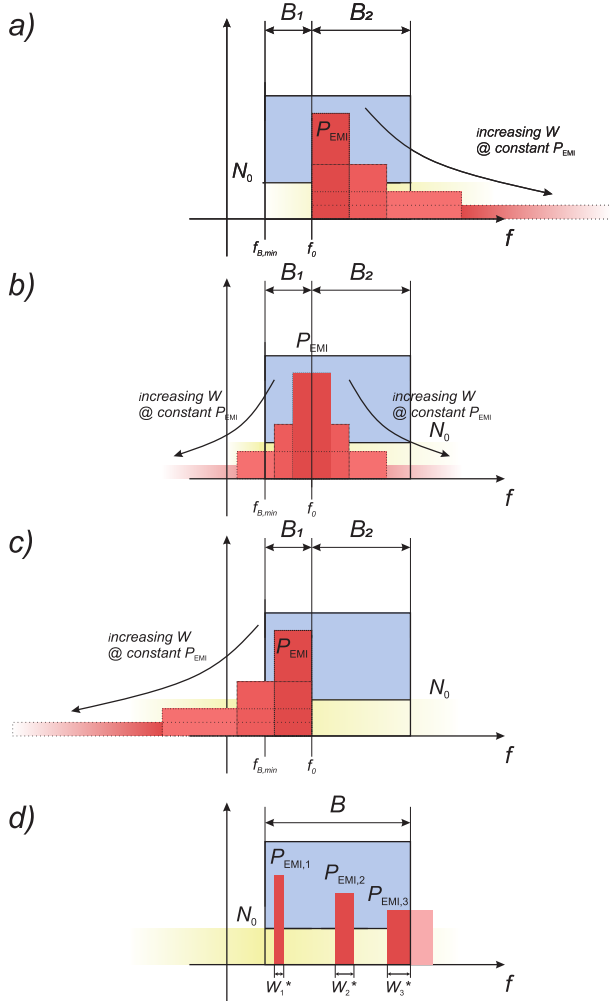 a)
B1 B2
PEMI
increasing W
@ constant PEMI
N0
fB,min f0 f
b)
B1 B2
PEMI
increasing W
@ constant PEMI
increasing W
@ constant PEMI
N0
fB,min f0 f
c)
B1 B2
increasing W
@ constant PEMI
PEMI
N0
fB,min f0 f
d)
B
PEMI,1
PEMI,2
PEMI,3
N0
f
W1* W2* W3*